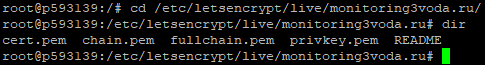 root@p593139:/# cd /etc/letsencrypt/live/monitoring3voda.ru/
root@p593139:/etc/letsencrypt/live/monitoring3voda.ru# dir
cert.pem  chain.pem  fullchain.pem  privkey.pem  README
root@p593139:/etc/letsencrypt/live/monitoring3voda.ru#